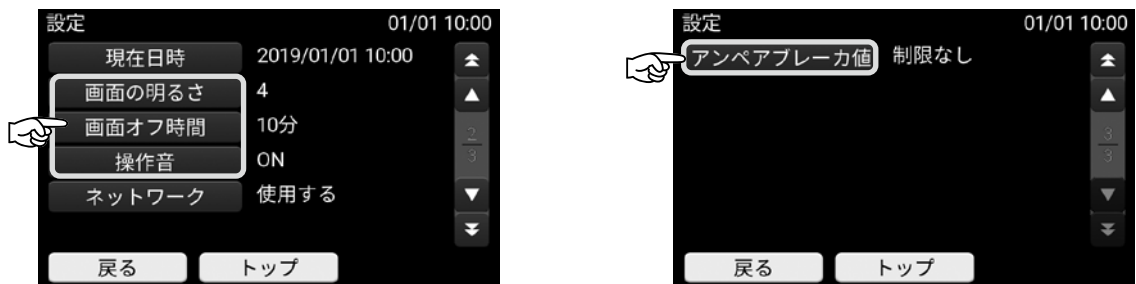 設定 01/01 10:00
現在日時 2019/01/01 10:00
画面の明るさ 4
画面オフ時間 10分
操作音 ON
ネットワーク 使用する
2
3
戻る トップ
設定 01/01 10:00
アンペアブレーカ値 制限なし
3
3
戻る トップ